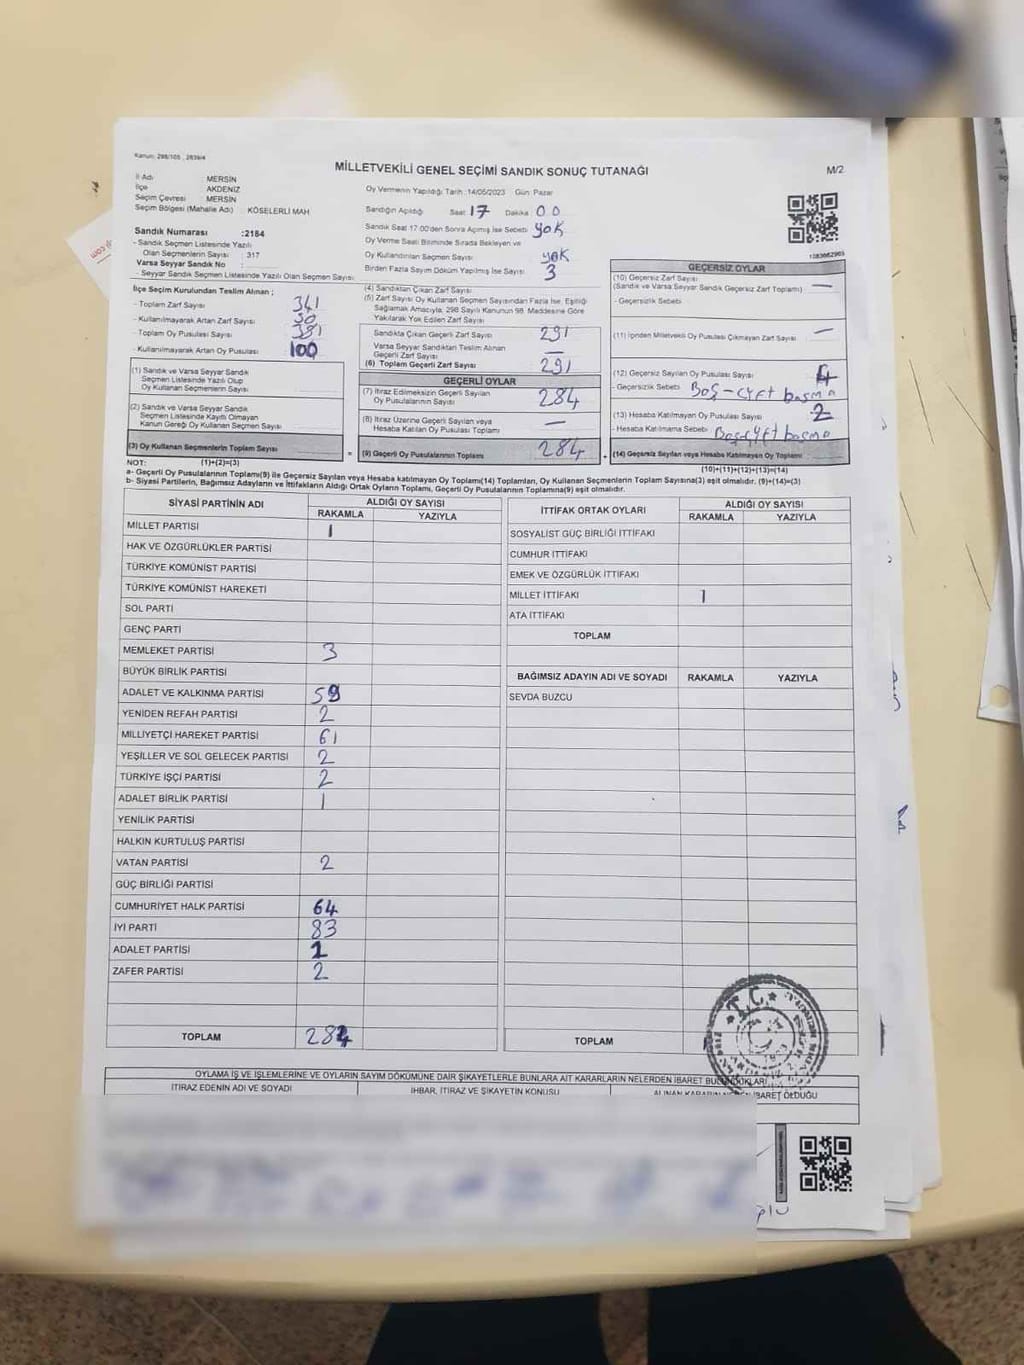 Kanun: 298/105 , 2839/4
MİLLETVEKİLİ GENEL SEÇİMİ SANDIK SONUÇ TUTANAĞI
M/2
İl Adı : MERSİN
İlçe : AKDENİZ
Seçim Çevresi : MERSİN
Seçim Bölgesi (Mahalle Adı) : KÖSELERLİ MAH
Sandık Numarası :2184
- Sandık Seçmen Listesinde Yazılı
Olan Seçmenlerin Sayısı : 317
Varsa Seyyar Sandık No :
- Seyyar Sandık Seçmen Listesinde Yazılı Olan Seçmen Sayısı:
İlçe Seçim Kurulundan Teslim Alınan ;
- Toplam Zarf Sayısı 341
- Kullanılmayarak Artan Zarf Sayısı 50
- Toplam Oy Pusulası Sayısı
- Kullanılmayarak Artan Oy Pusulası 100
(1) Sandık ve Varsa Seyyar Sandık
Seçmen Listesinde Yazılı Olup
Oy Kullanan Seçmenlerin Sayısı
(2) Sandık ve Varsa Seyyar Sandık
Seçmen Listesinde Kayıtlı Olmayan
Kanun Gereği Oy Kullanan Seçmen Sayısı
(3) Oy Kullanan Seçmenlerin Toplam Sayısı
(1)+(2)=(3)
Oy Vermenin Yapıldığı Tarih :14/05/2023 Gün: Pazar
Sandığın Açıldığı Saat :17 Dakika :00
Sandık Saat 17:00'den Sonra Açılmış İse Sebebi: yok
Oy Verme Saati Bitiminde Sırada Bekleyen ve
Oy Kullandırılan Seçmen Sayısı yok
Birden Fazla Sayım Döküm Yapılmış İse Sayısı 3
(4) Sandıktan Çıkan Zarf Sayısı
(5) Zarf Sayısı Oy Kullanan Seçmen Sayısından Fazla İse, Eşitliği
Sağlamak Amacıyla; 298 Sayılı Kanunun 98. Maddesine Göre
Yakılarak Yok Edilen Zarf Sayısı
Sandıkta Çıkan Geçerli Zarf Sayısı 291
Varsa Seyyar Sandıktan Teslim Alınan
Geçerli Zarf Sayısı —
(6) Toplam Geçerli Zarf Sayısı 291
GEÇERLİ OYLAR
(7) İtiraz Edilmeksizin Geçerli Sayılan
Oy Pusulalarının Sayısı 284
(8) İtiraz Üzerine Geçerli Sayılan veya
Hesaba Katılan Oy Pusulası Toplamı —
= (9) Geçerli Oy Pusulalarının Toplamı 284 +
1383662903
GEÇERSİZ OYLAR
(10) Geçersiz Zarf Sayısı
(Sandık ve Varsa Seyyar Sandık Geçersiz Zarf Toplamı) —
- Geçersizlik Sebebi
(11) İçinden Milletvekili Oy Pusulası Çıkmayan Zarf Sayısı —
(12) Geçersiz Sayılan Oy Pusulası Sayısı 4
- Geçersizlik Sebebi Boş-çift basma
(13) Hesaba Katılmayan Oy Pusulası Sayısı 2
- Hesaba Katılmama Sebebi Boş-çift basma
(14) Geçersiz Sayılan veya Hesaba Katılmayan Oy Toplamı
(10)+(11)+(12)+(13)=(14)
NOT:
a- Geçerli Oy Pusulalarının Toplamı(9) ile Geçersiz Sayılan veya Hesaba katılmayan Oy Toplamı(14) Toplamları, Oy Kullanan Seçmenlerin Toplam Sayısına(3) eşit olmalıdır. (9)+(14)=(3)
b- Siyasi Partilerin, Bağımsız Adayların ve İttifakların Aldığı Ortak Oyların Toplamı, Geçerli Oy Pusulalarının Toplamına(9) eşit olmalıdır.
SİYASİ PARTİNİN ADI ALDIĞI OY SAYISI
RAKAMLA YAZIYLA
MİLLET PARTİSİ 1
HAK VE ÖZGÜRLÜKLER PARTİSİ
TÜRKİYE KOMÜNİST PARTİSİ
TÜRKİYE KOMÜNİST HAREKETİ
SOL PARTİ
GENÇ PARTİ
MEMLEKET PARTİSİ 3
BÜYÜK BİRLİK PARTİSİ
ADALET VE KALKINMA PARTİSİ 59
YENİDEN REFAH PARTİSİ 2
MİLLİYETÇİ HAREKET PARTİSİ 61
YEŞİLLER VE SOL GELECEK PARTİSİ 2
TÜRKİYE İŞÇİ PARTİSİ 2
ADALET BİRLİK PARTİSİ 1
YENİLİK PARTİSİ
HALKIN KURTULUŞ PARTİSİ
VATAN PARTİSİ 2
GÜÇ BİRLİĞİ PARTİSİ
CUMHURİYET HALK PARTİSİ 64
İYİ PARTİ 83
ADALET PARTİSİ 1
ZAFER PARTİSİ 2
TOPLAM 284
İTTİFAK ORTAK OYLARI ALDIĞI OY SAYISI
RAKAMLA YAZIYLA
SOSYALİST GÜÇ BİRLİĞİ İTTİFAKI
CUMHUR İTTİFAKI
EMEK VE ÖZGÜRLÜK İTTİFAKI
MİLLET İTTİFAKI 1
ATA İTTİFAKI
TOPLAM
BAĞIMSIZ ADAYIN ADI VE SOYADI RAKAMLA YAZIYLA
SEVDA BUZCU
TOPLAM
T.C.
OYLAMA İŞ VE İŞLEMLERİNE VE OYLARIN SAYIM DÖKÜMÜNE DAİR ŞİKAYETLERLE BUNLARA AİT KARARLARIN NELERDEN İBARET BULUNDUKLARI
İTİRAZ EDENİN ADI VE SOYADI İHBAR, İTİRAZ VE ŞİKAYETİN KONUSU ALINAN KARARIN NEDEN İBARET OLDUĞU